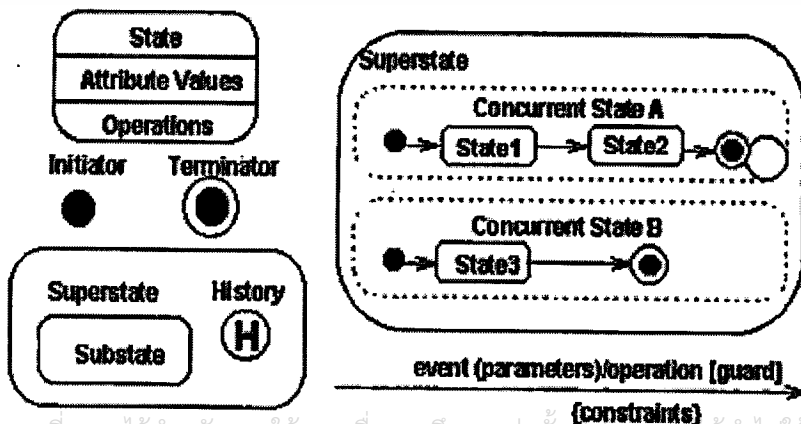 State
Attribute Values
Operations
Initiator
Terminator
Superstate
History
H
Substate
Superstate
Concurrent State A
State1
State2
Concurrent State B
State3
event (parameters)/operation [guard]
{constraints}